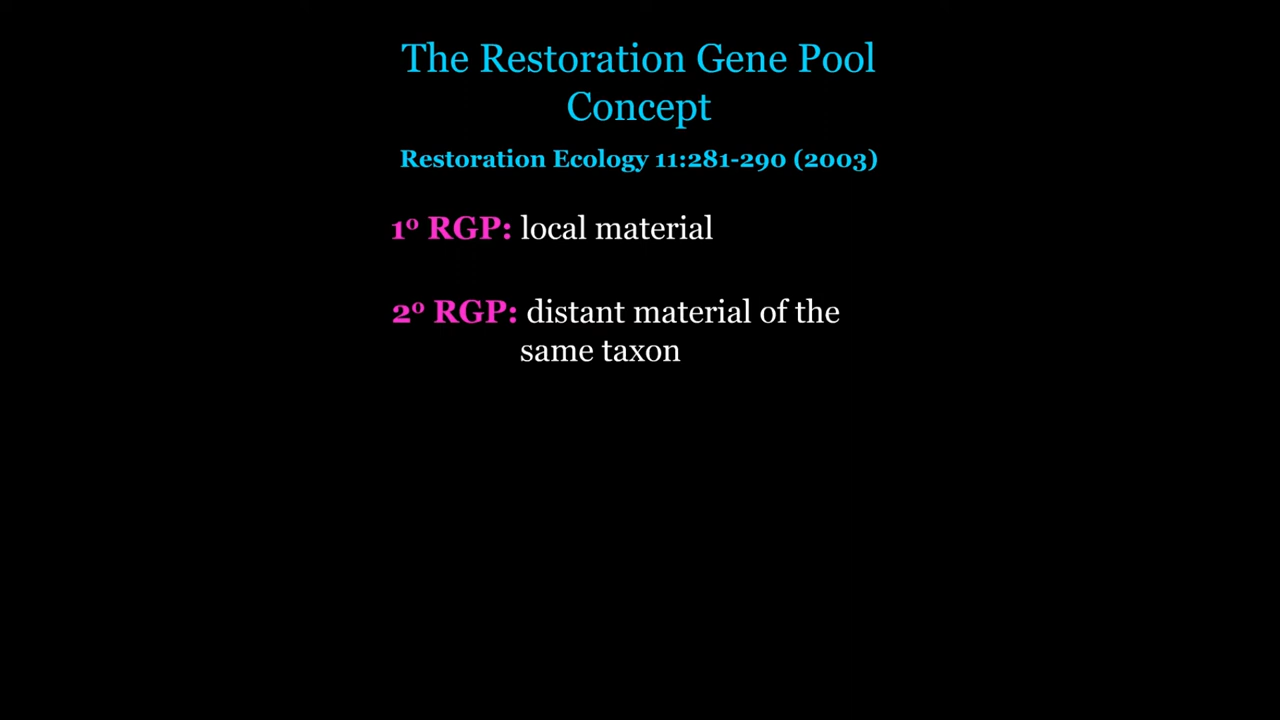 The Restoration Gene Pool
Concept
Restoration Ecology 11:281-290 (2003)
1º RGP: local material
2º RGP: distant material of the
same taxon